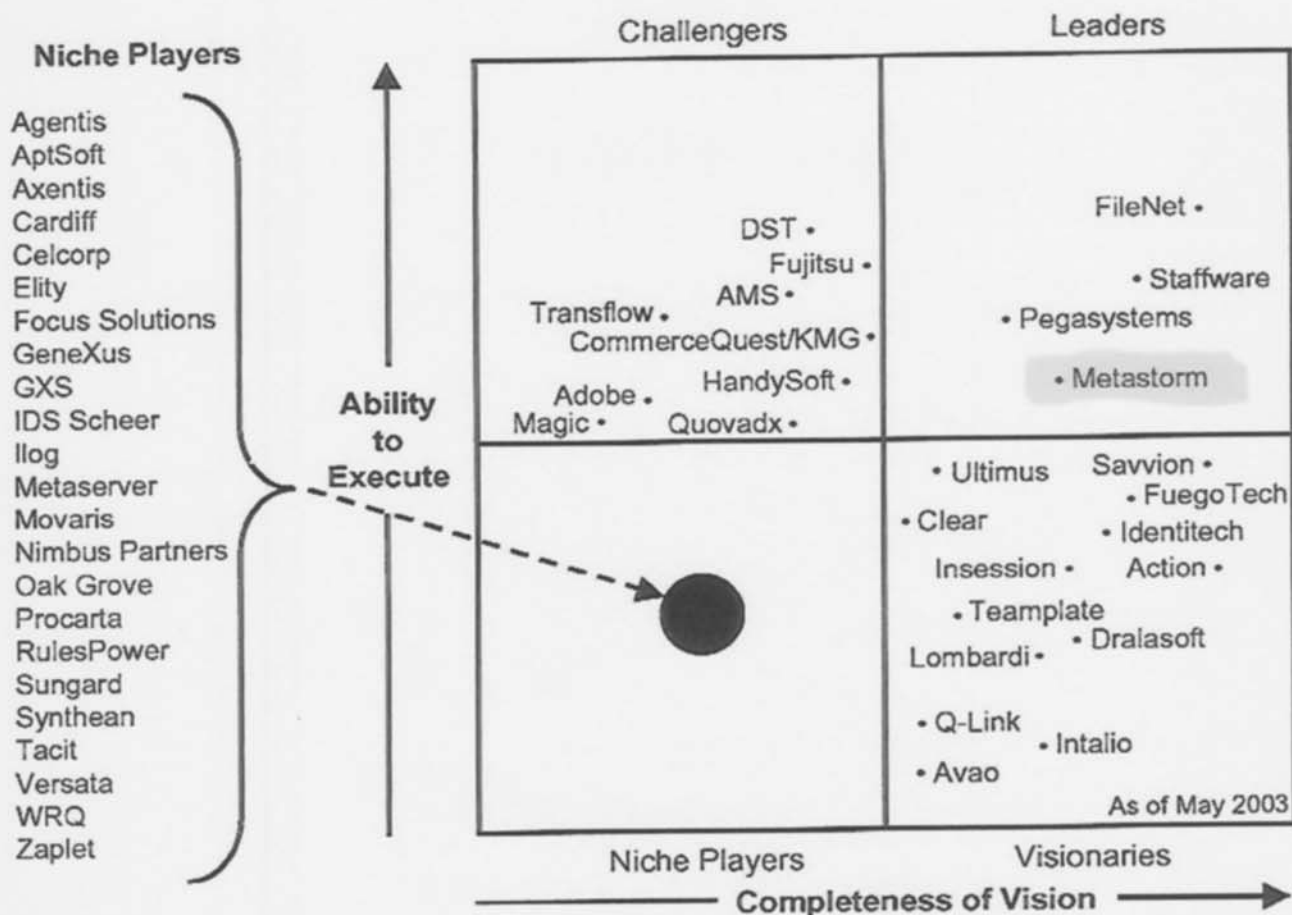 Niche Players
Agentis
AptSoft
Axentis
Cardiff
Celcorp
Elity
Focus Solutions
GeneXus
GXS
IDS Scheer
Ilog
Metaserver
Movaris
Nimbus Partners
Oak Grove
Procarta
RulesPower
Sungard
Synthean
Tacit
Versata
WRQ
Zaplet
Ability
to
Execute
Challengers
Leaders
DST
Fujitsu
AMS
Transflow
CommerceQuest/KMG
HandySoft
Adobe
Magic
Quovadx
FileNet
Staffware
Pegasystems
Metastorm
Ultimus
Savvion
FuegoTech
Clear
Identitech
Insession
Action
Teamplate
Dralasoft
Lombardi
Q-Link
Intalio
Avao
As of May 2003
Niche Players
Visionaries
Completeness of Vision